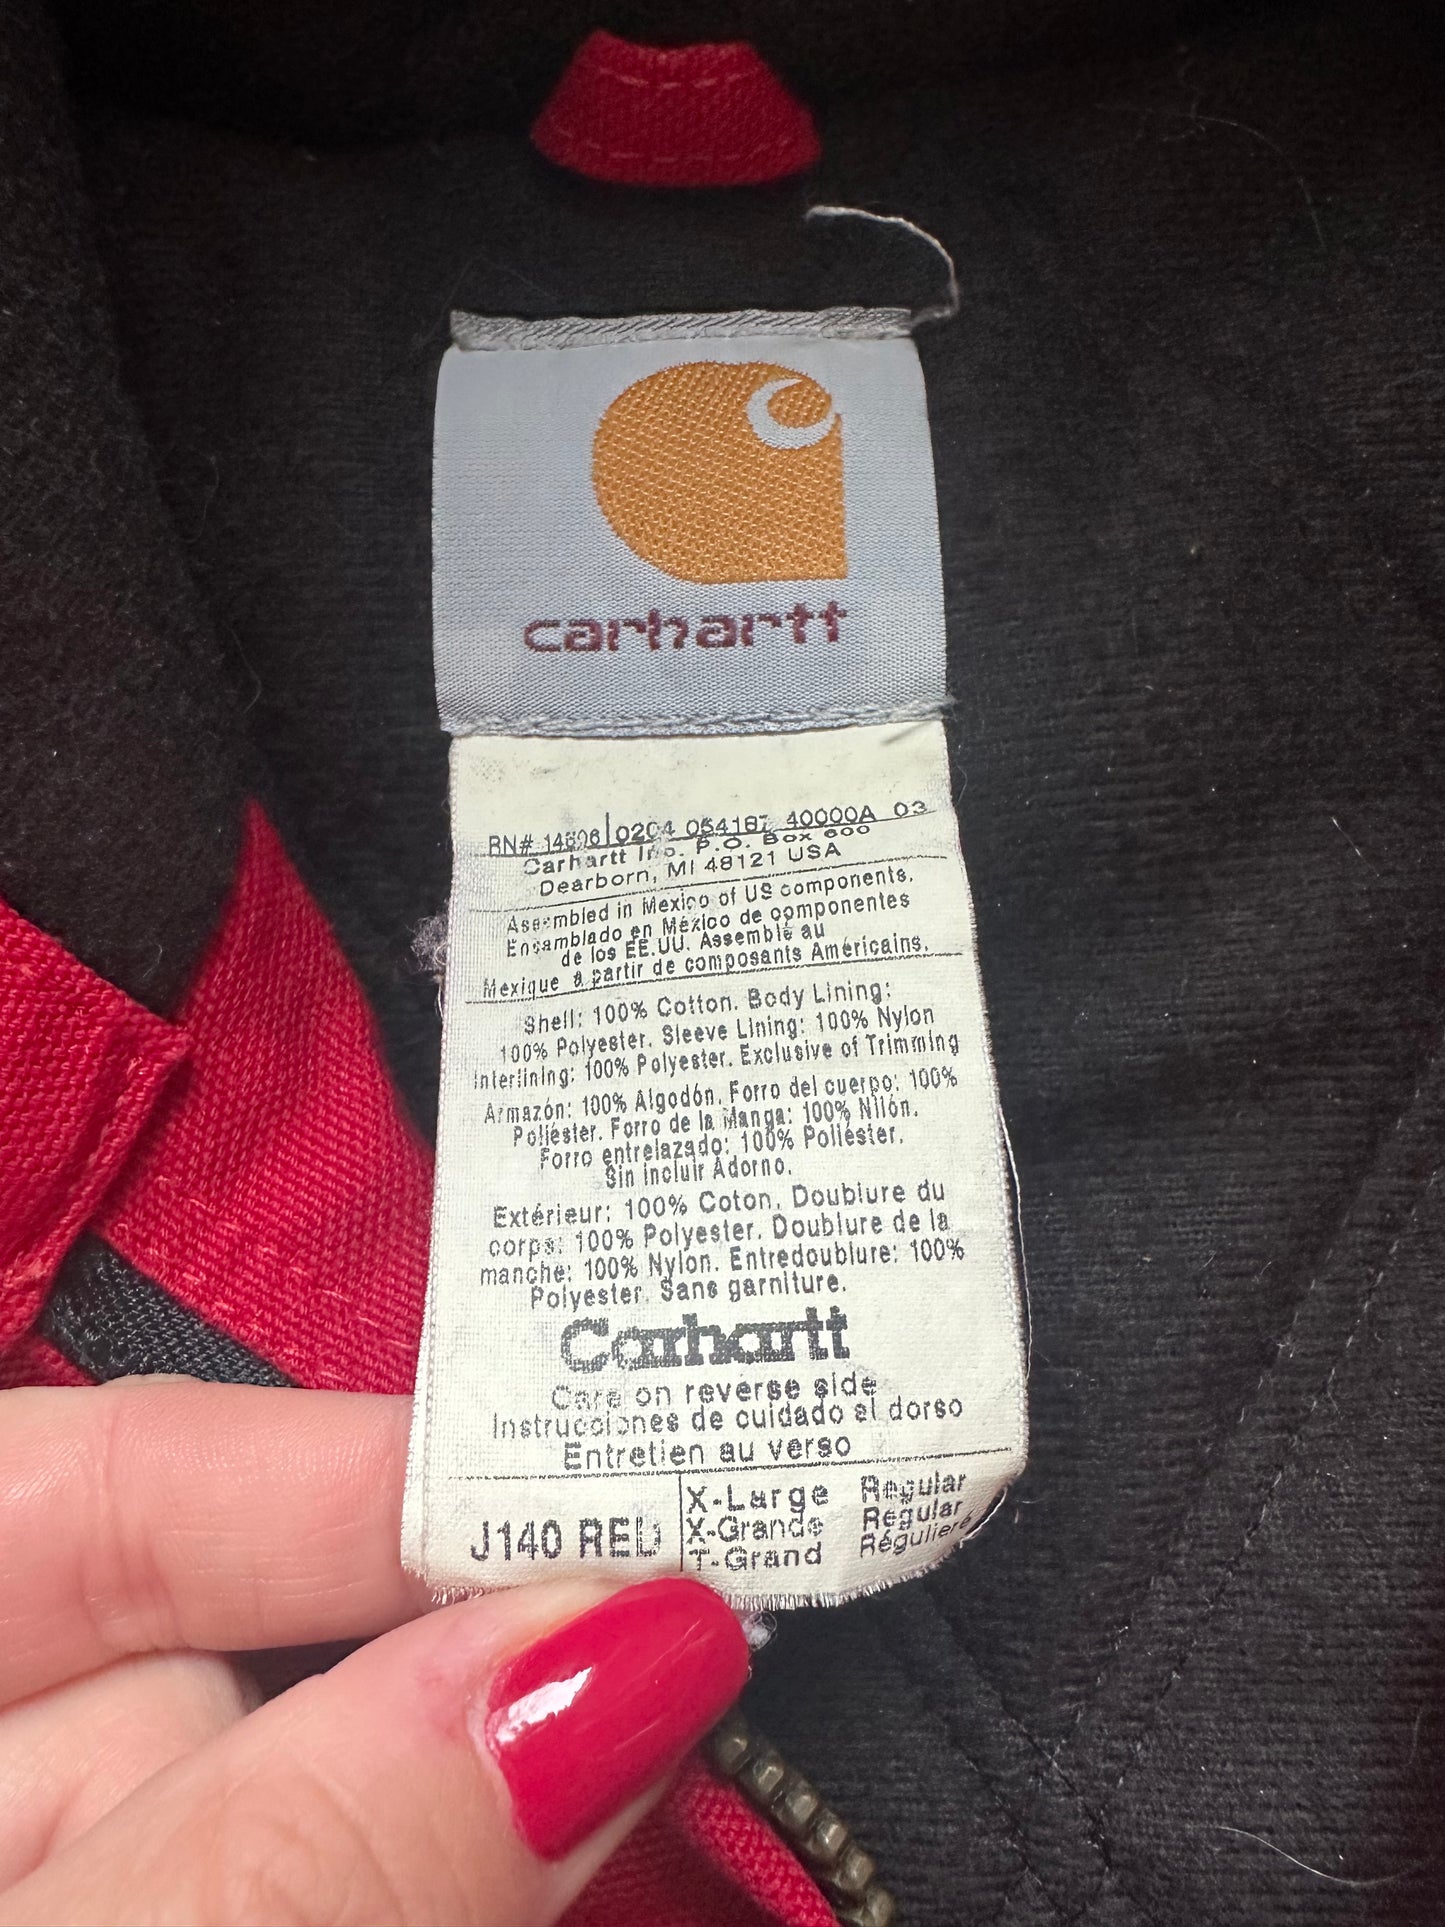 carhartt
RN# 14806 0204 054187 40000A 03
Carhartt Inc. P.O. Box 600
Dearborn, MI 48121 USA
Assembled in Mexico of US components.
Ensamblado en México de componentes
de los EE.UU. Assemblé au
Mexique à partir de composants Américains.
Shell: 100% Cotton. Body Lining:
100% Polyester. Sleeve Lining: 100% Nylon
Interlining: 100% Polyester. Exclusive of Trimming
Armazón: 100% Algodón. Forro del cuerpo: 100%
Poliéster. Forro de la Manga: 100% Nilón.
Forro entrelazado: 100% Poliéster.
Sin incluir Adorno.
Extérieur: 100% Coton. Doublure du
corps: 100% Polyester. Doublure de la
manche: 100% Nylon. Entredoublure: 100%
Polyester. Sans garniture.
Carhartt
Care on reverse side
Instrucciones de cuidado al dorso
Entretien au verso
J140 RED
X-Large Regular
X-Grande Regular
T-Grand Régulière